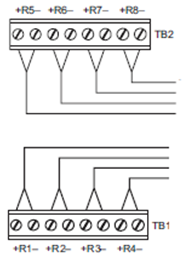 +R5– +R6– +R7– +R8–
TB2
TB1
+R1– +R2– +R3– +R4–